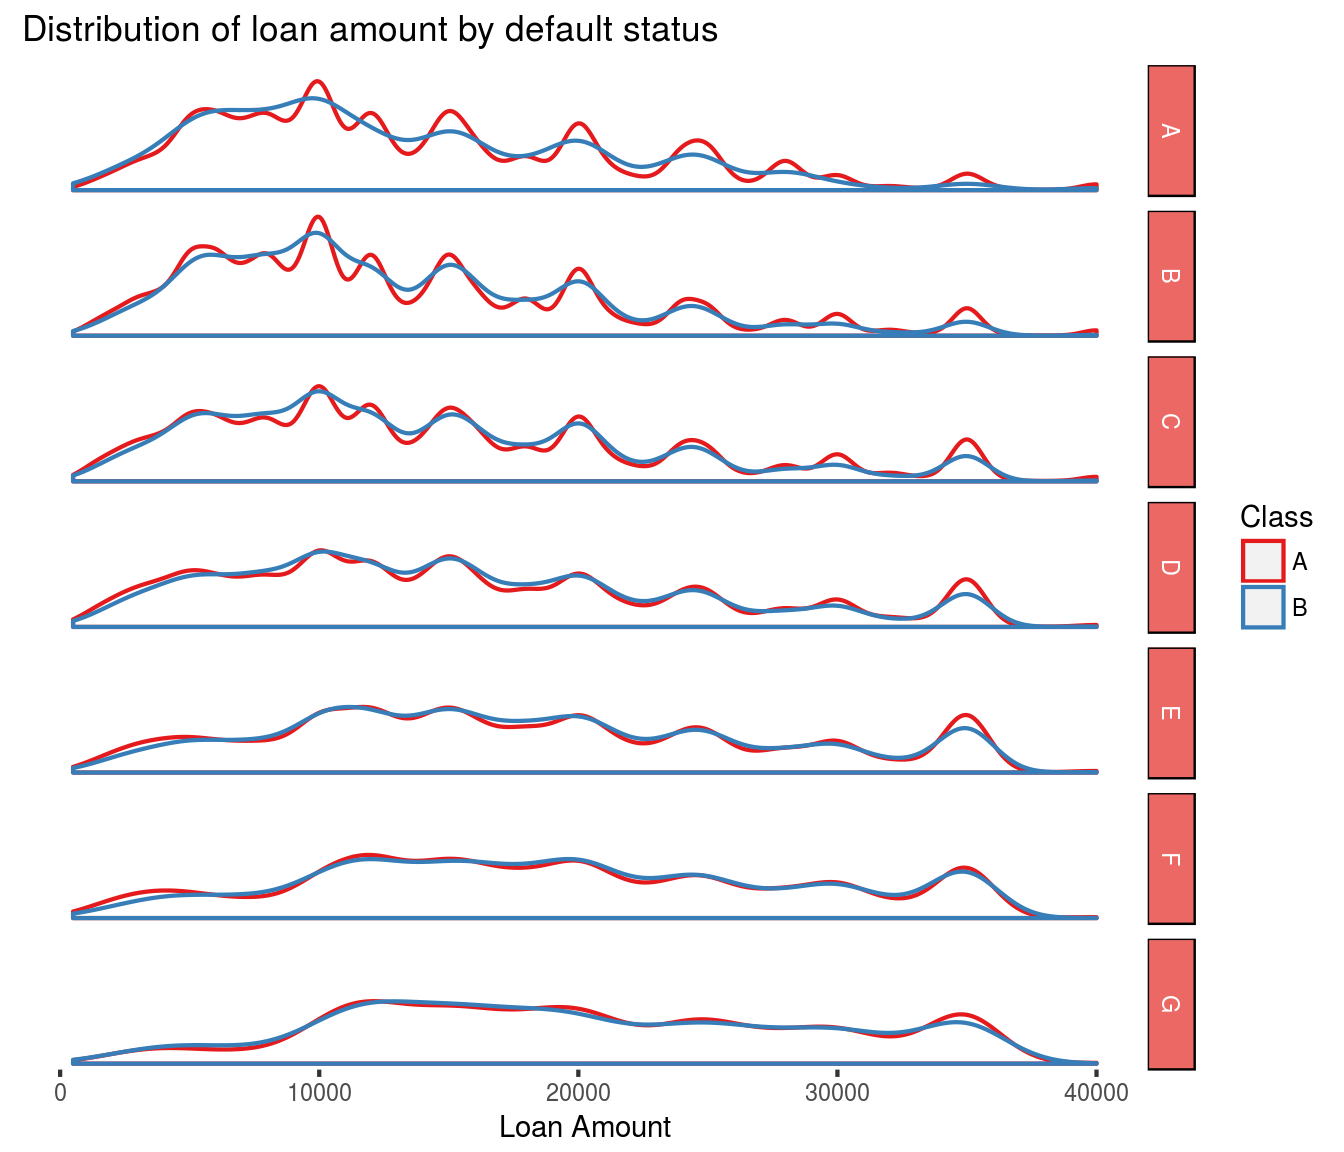 Distribution of loan amount by default status
A
B
C
D
E
F
G
Class
A
B
0 10000 20000 30000 40000
Loan Amount